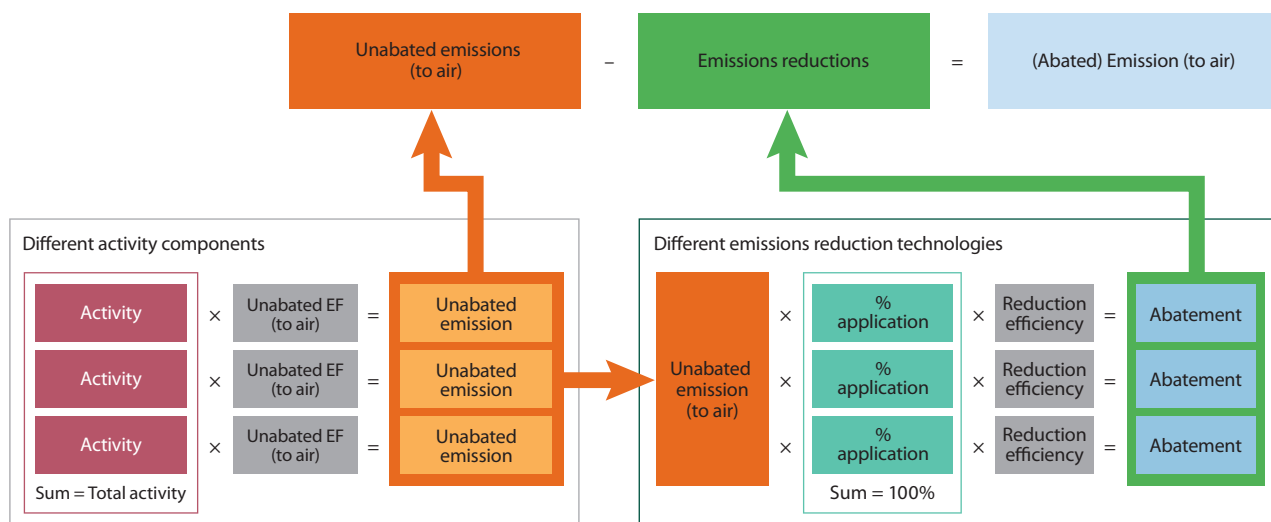 Unabated emissions
(to air)
–
Emissions reductions
=
(Abated) Emission (to air)
Different activity components
Activity
×
Unabated EF
(to air)
=
Unabated
emission
Activity
×
Unabated EF
(to air)
=
Unabated
emission
Activity
×
Unabated EF
(to air)
=
Unabated
emission
Sum = Total activity
Different emissions reduction technologies
Unabated
emission
(to air)
×
%
application
×
Reduction
efficiency
=
Abatement
×
%
application
×
Reduction
efficiency
=
Abatement
×
%
application
×
Reduction
efficiency
=
Abatement
Sum = 100%